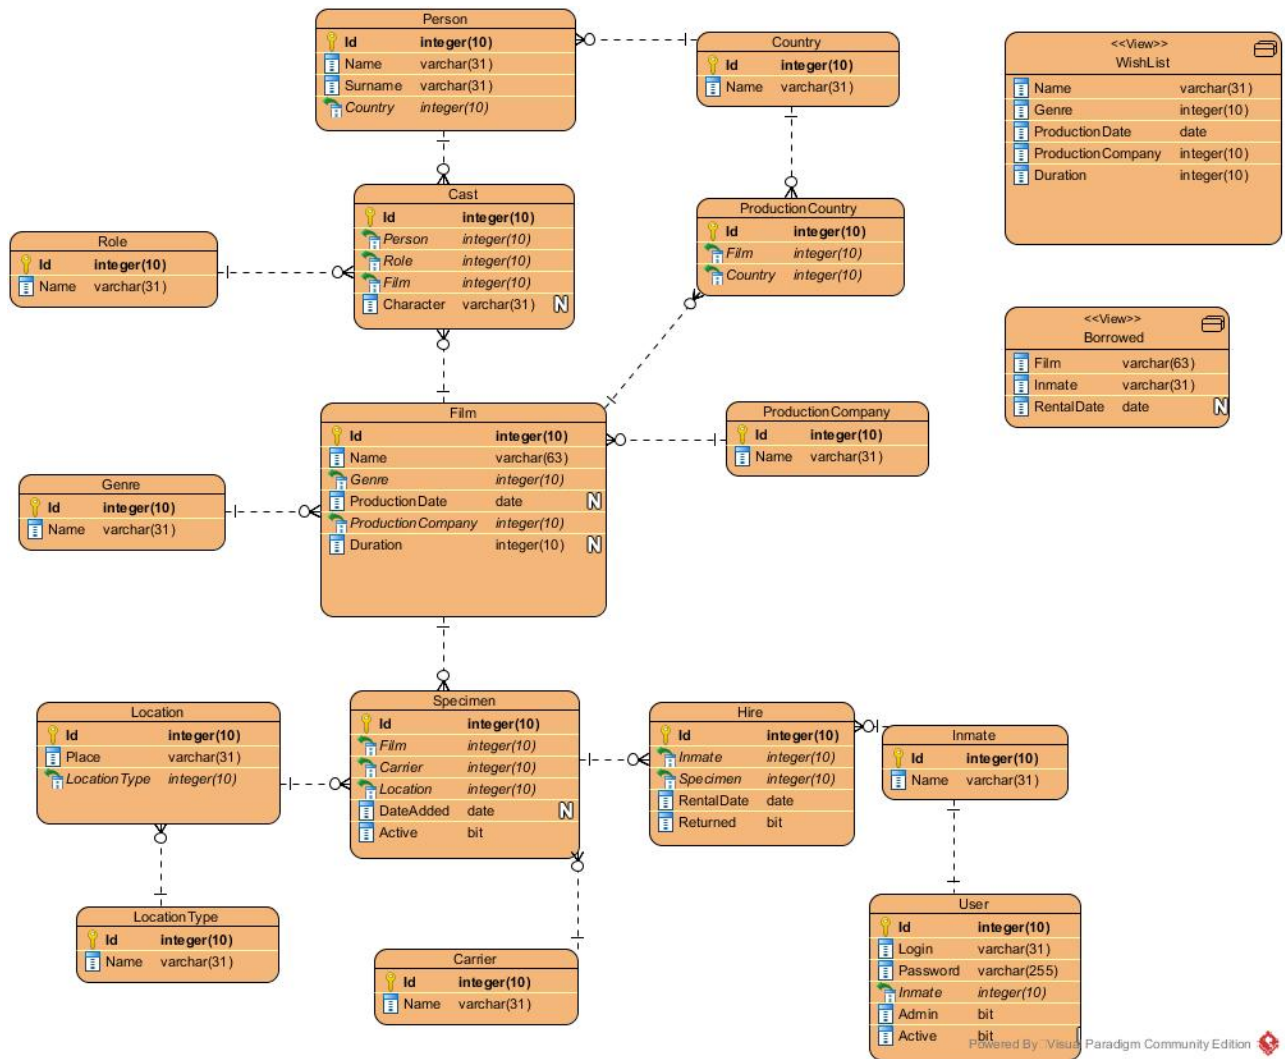 Person
Id integer(10)
Name varchar(31)
Surname varchar(31)
Country integer(10)
Country
Id integer(10)
Name varchar(31)
<<View>>
WishList
Name varchar(31)
Genre integer(10)
ProductionDate date
ProductionCompany integer(10)
Duration integer(10)
Cast
Id integer(10)
Person integer(10)
Role integer(10)
Film integer(10)
Character varchar(31) N
ProductionCountry
Id integer(10)
Film integer(10)
Country integer(10)
Role
Id integer(10)
Name varchar(31)
<<View>>
Borrowed
Film varchar(63)
Inmate varchar(31)
RentalDate date N
Film
Id integer(10)
Name varchar(63)
Genre integer(10)
ProductionDate date N
ProductionCompany integer(10)
Duration integer(10) N
ProductionCompany
Id integer(10)
Name varchar(31)
Genre
Id integer(10)
Name varchar(31)
Location
Id integer(10)
Place varchar(31)
LocationType integer(10)
Specimen
Id integer(10)
Film integer(10)
Carrier integer(10)
Location integer(10)
DateAdded date N
Active bit
Hire
Id integer(10)
Inmate integer(10)
Specimen integer(10)
RentalDate date
Returned bit
Inmate
Id integer(10)
Name varchar(31)
LocationType
Id integer(10)
Name varchar(31)
Carrier
Id integer(10)
Name varchar(31)
User
Id integer(10)
Login varchar(31)
Password varchar(255)
Inmate integer(10)
Admin bit
Active bit
Powered By Visual Paradigm Community Edition